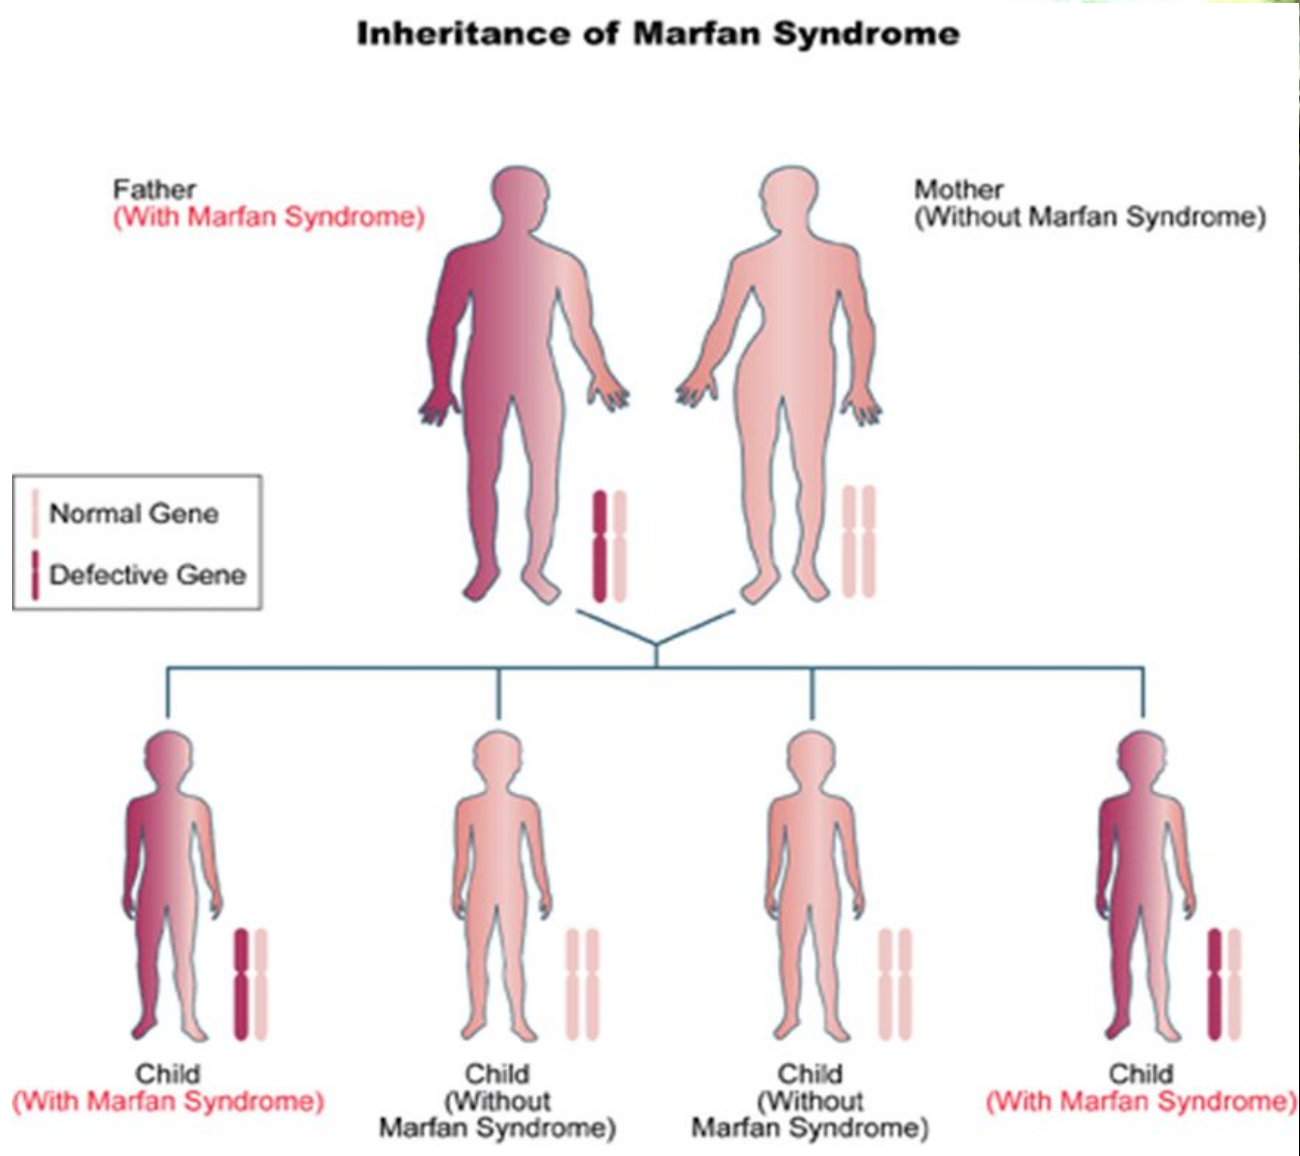 Inheritance of Marfan Syndrome
Father
(With Marfan Syndrome)
Mother
(Without Marfan Syndrome)
Normal Gene
Defective Gene
Child
(With Marfan Syndrome)
Child
(Without
Marfan Syndrome)
Child
(Without
Marfan Syndrome)
Child
(With Marfan Syndrome)